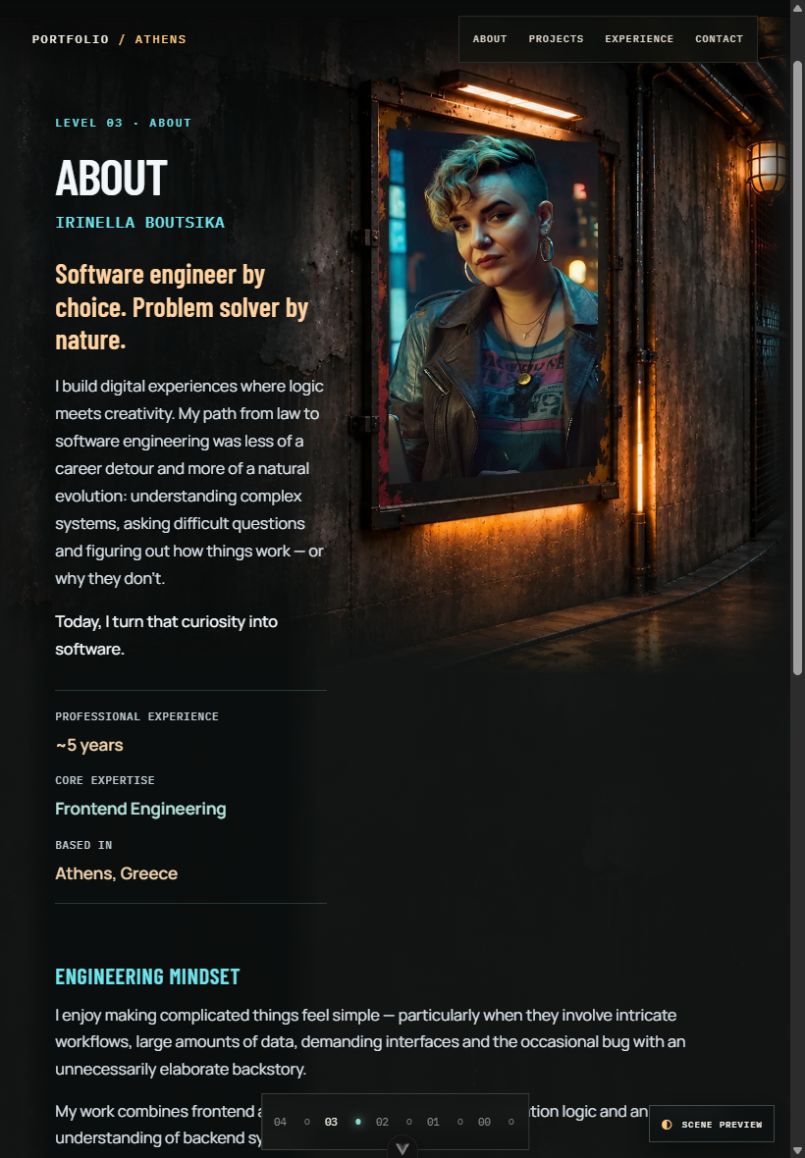 PORTFOLIO / ATHENS
ABOUT PROJECTS EXPERIENCE CONTACT
LEVEL 03 · ABOUT
ABOUT
IRINELLA BOUTSIKA
Software engineer by
choice. Problem solver by
nature.
I build digital experiences where logic
meets creativity. My path from law to
software engineering was less of a
career detour and more of a natural
evolution: understanding complex
systems, asking difficult questions
and figuring out how things work — or
why they don't.
Today, I turn that curiosity into
software.
PROFESSIONAL EXPERIENCE
~5 years
CORE EXPERTISE
Frontend Engineering
BASED IN
Athens, Greece
ENGINEERING MINDSET
I enjoy making complicated things feel simple — particularly when they involve intricate
workflows, large amounts of data, demanding interfaces and the occasional bug with an
unnecessarily elaborate backstory.
My work combines frontend a tion logic and an
understanding of backend sy
04 03 02 01 00
SCENE PREVIEW